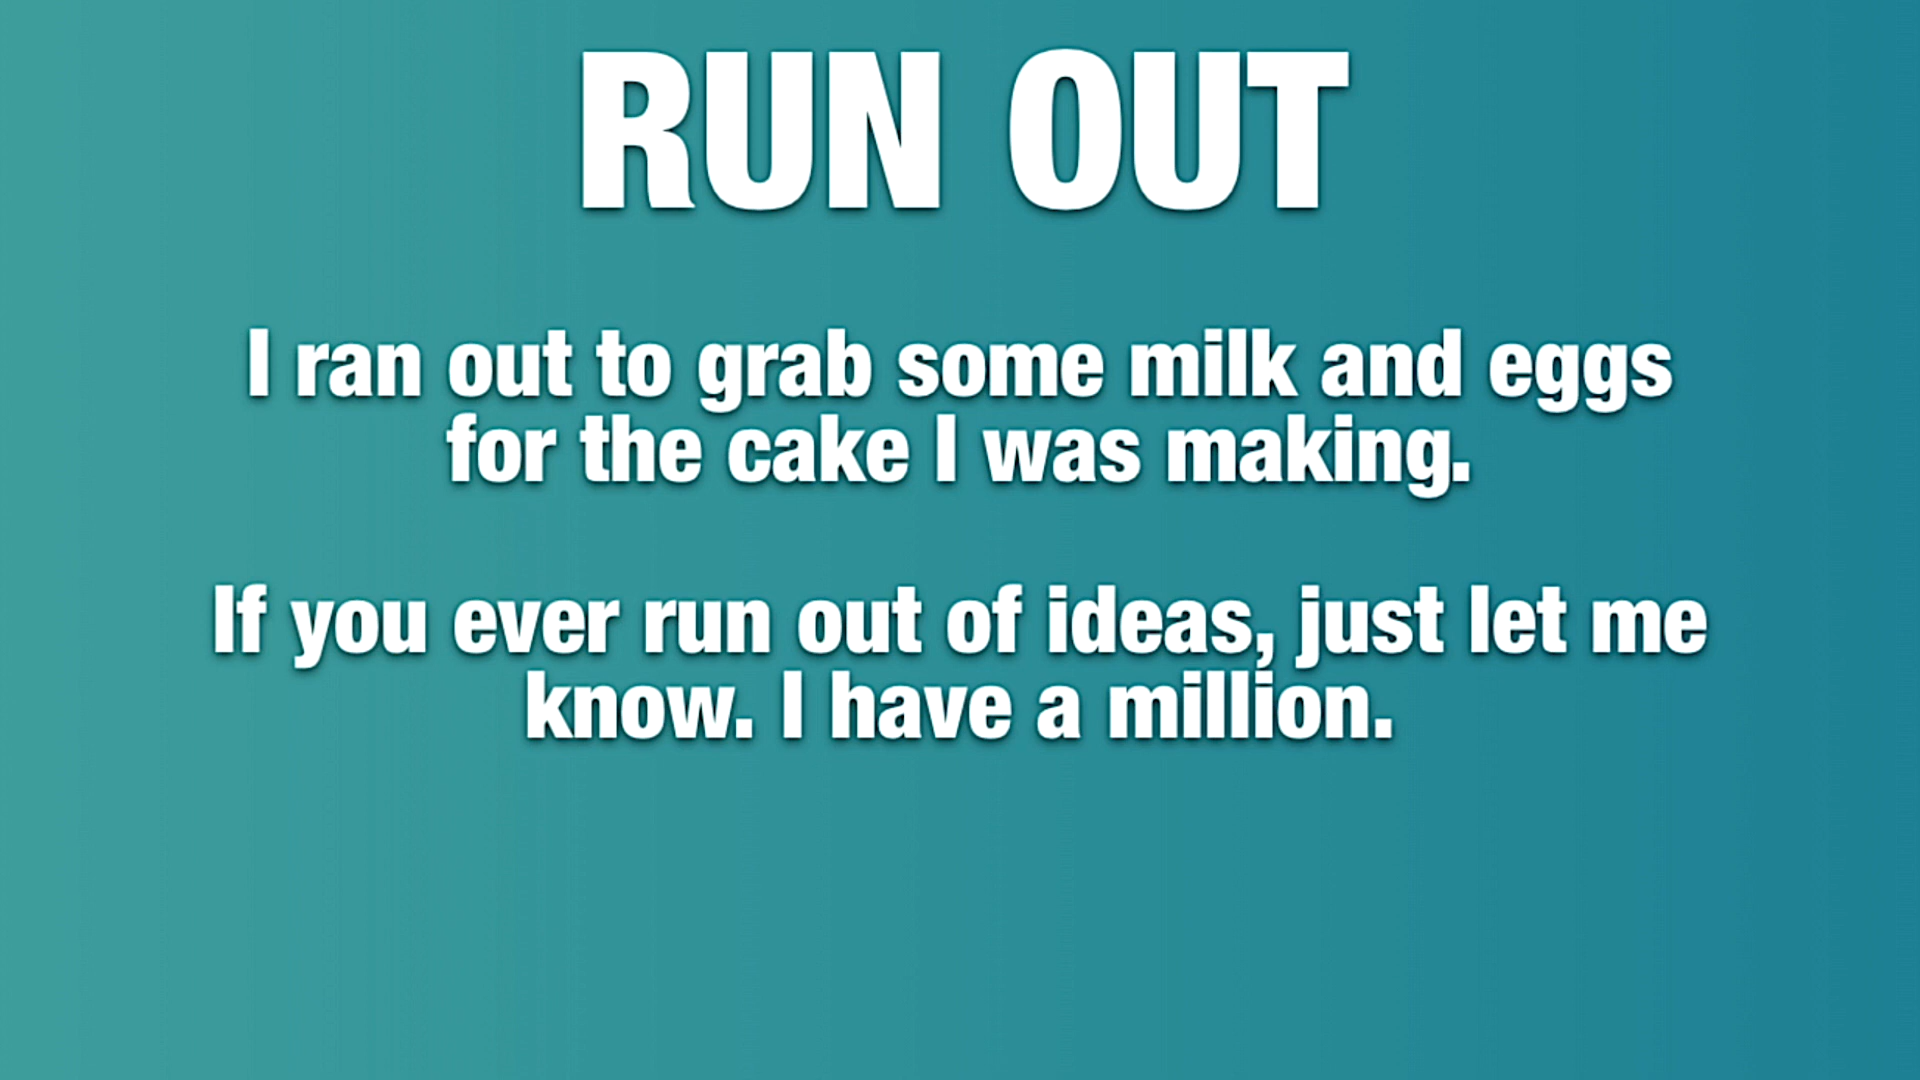 RUN OUT
I ran out to grab some milk and eggs
for the cake I was making.
If you ever run out of ideas, just let me
know. I have a million.